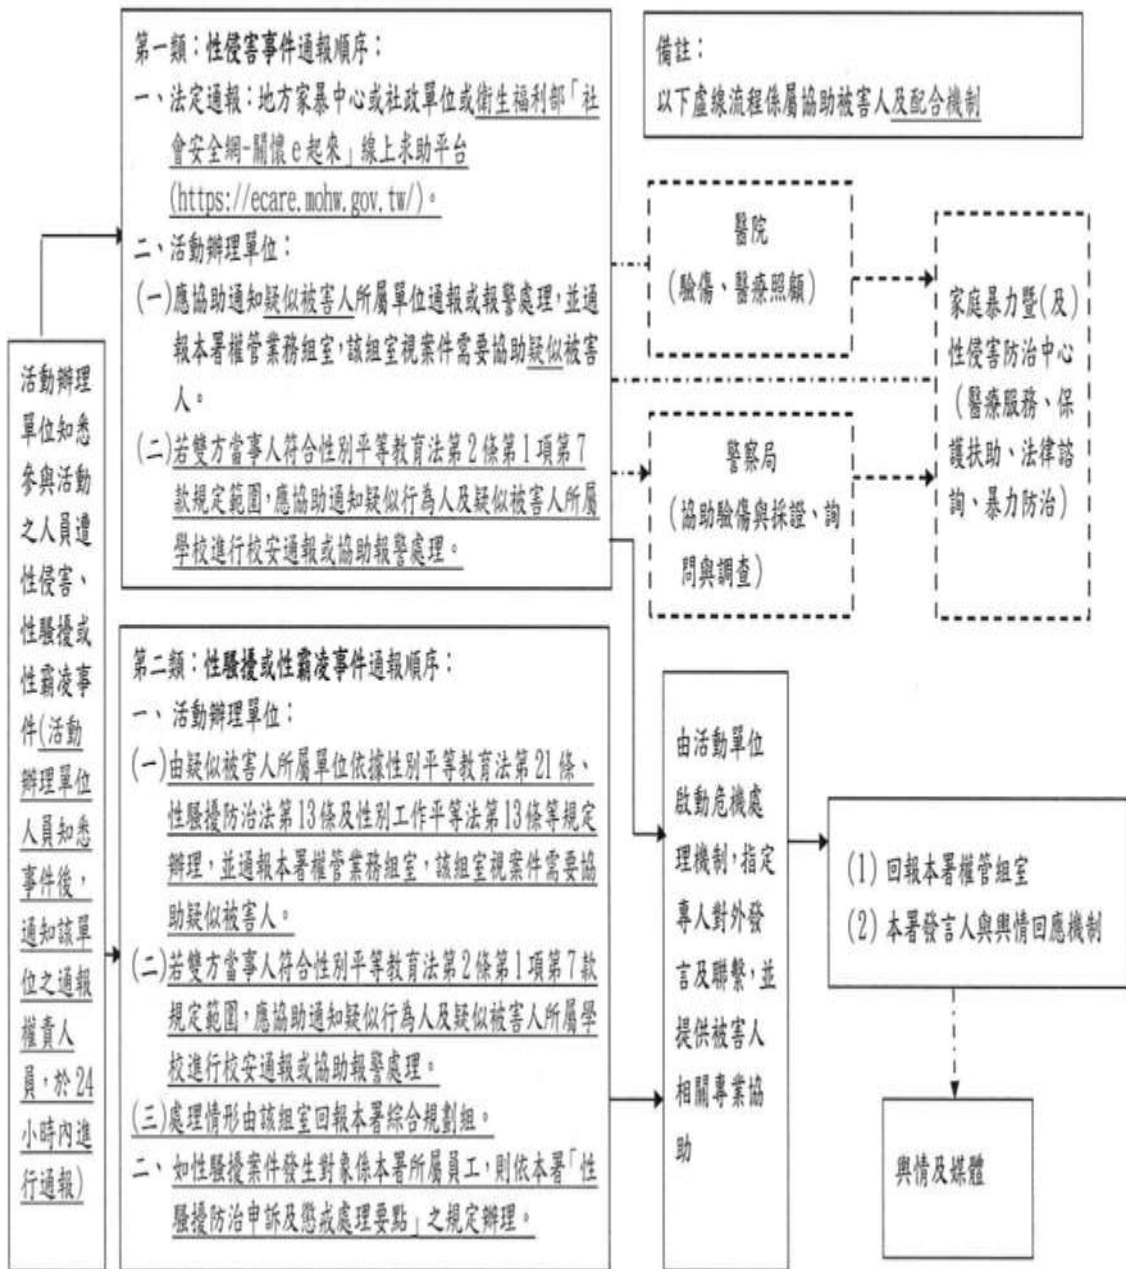 活動辦理
單位知悉
參與活動
之人員遭
性侵害、
性騷擾或
性霸凌事
件(活動
辦理單位
人員知悉
事件後，
通知該單
位之通報
權責人
員，於24
小時內進
行通報)
第一類：性侵害事件通報順序：
一、法定通報：地方家暴中心或社政單位或衛生福利部「社
會安全網-關懷e起來」線上求助平台
(https://ecare.mohw.gov.tw/)。
二、活動辦理單位：
(一)應協助通知疑似被害人所屬單位通報或報警處理，並通
報本署權管業務組室，該組室視案件需要協助疑似被害
人。
(二)若雙方當事人符合性別平等教育法第2條第1項第7
款規定範圍，應協助通知疑似行為人及疑似被害人所屬
學校進行校安通報或協助報警處理。
第二類：性騷擾或性霸凌事件通報順序：
一、活動辦理單位：
(一)由疑似被害人所屬單位依據性別平等教育法第21條、
性騷擾防治法第13條及性別工作平等法第13條等規定
辦理，並通報本署權管業務組室，該組室視案件需要協
助疑似被害人。
(二)若雙方當事人符合性別平等教育法第2條第1項第7款
規定範圍，應協助通知疑似行為人及疑似被害人所屬學
校進行校安通報或協助報警處理。
(三)處理情形由該組室回報本署綜合規劃組。
二、如性騷擾案件發生對象係本署所屬員工，則依本署「性
騷擾防治申訴及懲戒處理要點」之規定辦理。
備註：
以下虛線流程係屬協助被害人及配合機制
醫院
(驗傷、醫療照顧)
警察局
(協助驗傷與採證、詢
問與調查)
家庭暴力暨(及)
性侵害防治中心
(醫療服務、保
護扶助、法律諮
詢、暴力防治)
由活動單位
啟動危機處
理機制，指定
專人對外發
言及聯繫，並
提供被害人
相關專業協
助
(1) 回報本署權管組室
(2) 本署發言人與輿情回應機制
輿情及媒體